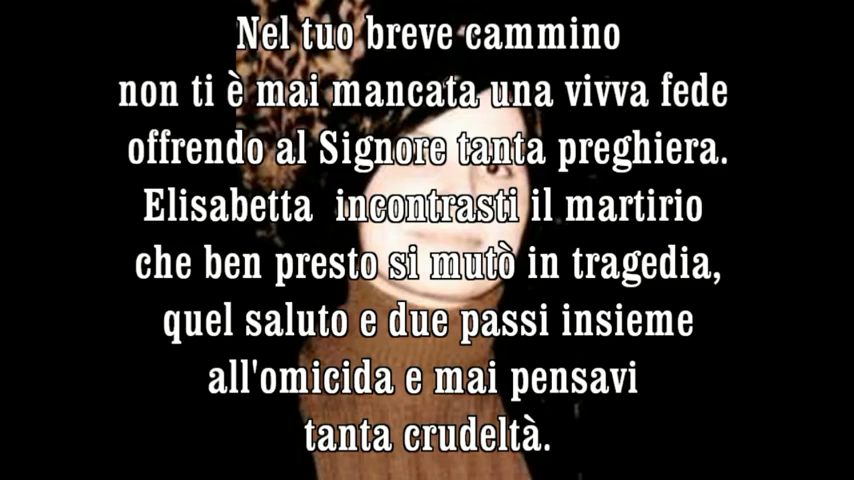 Nel tuo breve cammino
non ti è mai mancata una vivva fede
offrendo al Signore tanta preghiera.
Elisabetta incontrasti il martirio
che ben presto si mutò in tragedia,
quel saluto e due passi insieme
all'omicida e mai pensavi
tanta crudeltà.